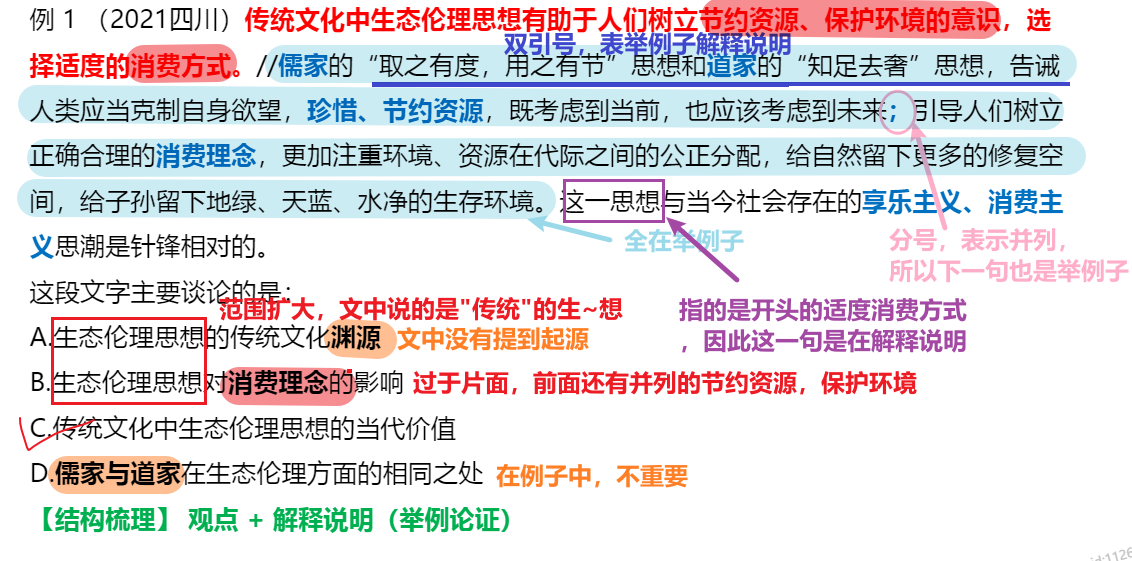 例 1 （2021四川）传统文化中生态伦理思想有助于人们树立节约资源、保护环境的意识，选
双引号，表举例子解释说明
择适度的消费方式。//儒家的“取之有度，用之有节”思想和道家的“知足去奢”思想，告诫
人类应当克制自身欲望，珍惜、节约资源，既考虑到当前，也应该考虑到未来；引导人们树立
正确合理的消费理念，更加注重环境、资源在代际之间的公正分配，给自然留下更多的修复空
间，给子孙留下地绿、天蓝、水净的生存环境。这一思想与当今社会存在的享乐主义、消费主
义思潮是针锋相对的。
全在举例子
分号，表示并列，
所以下一句也是举例子
这段文字主要谈论的是：
范围扩大，文中说的是"传统"的生~想
指的是开头的适度消费方式
，因此这一句是在解释说明
A.生态伦理思想的传统文化渊源 文中没有提到起源
B.生态伦理思想对消费理念的影响 过于片面，前面还有并列的节约资源，保护环境
C.传统文化中生态伦理思想的当代价值
D.儒家与道家在生态伦理方面的相同之处 在例子中，不重要
【结构梳理】 观点 + 解释说明（举例论证）